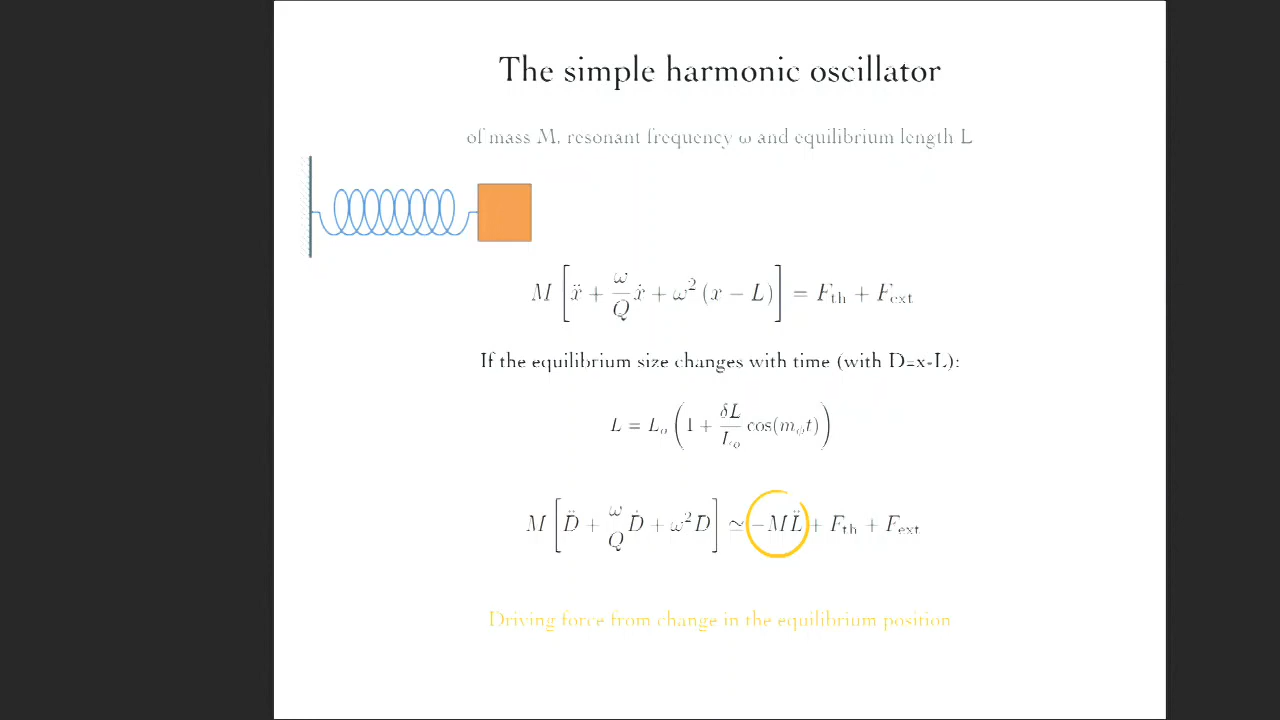 The simple harmonic oscillator
of mass M, resonant frequency ω and equilibrium length L
M [ẍ + ω/Q ẋ + ω² (x − L)] = F_th + F_ext
If the equilibrium size changes with time (with D=x-L):
L = L_o (1 + δL/L_o cos(m_φ t))
M [D̈ + ω/Q Ḋ + ω² D] ≃ −M L̈ + F_th + F_ext
Driving force from change in the equilibrium position